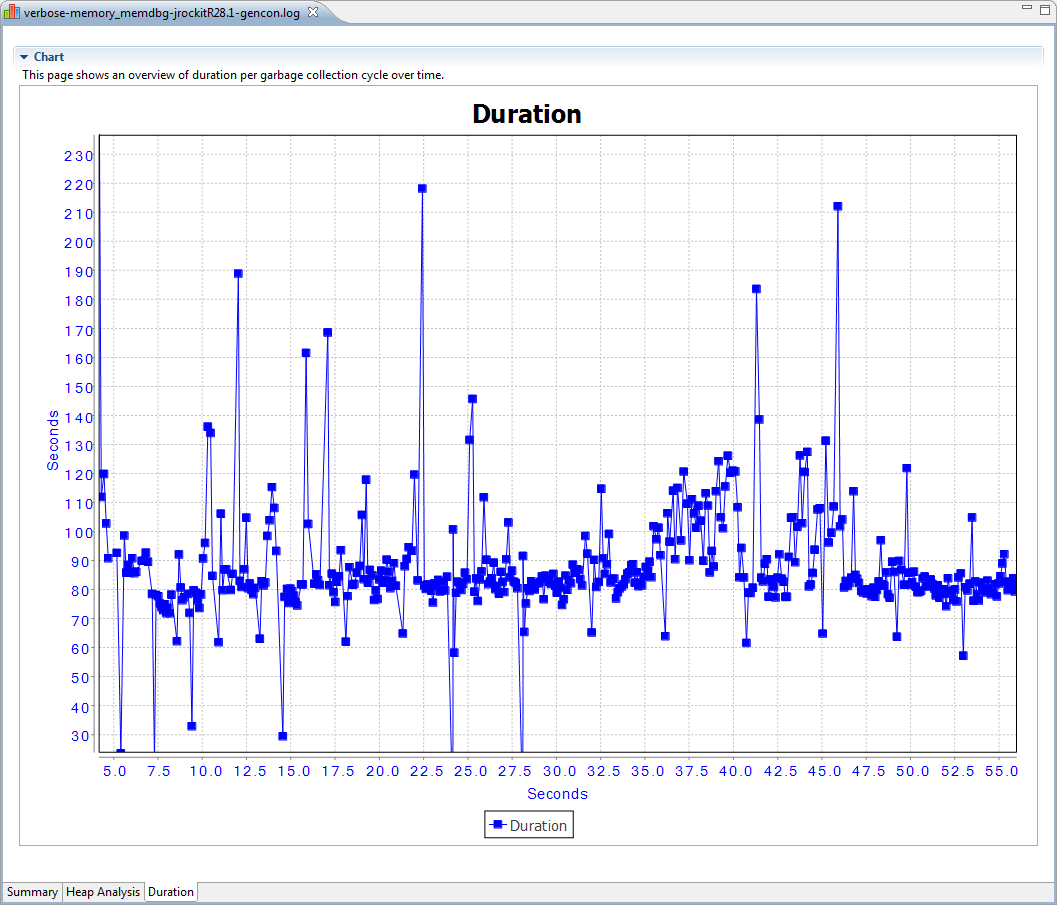 verbose-memory_memdbg-jrockitR28.1-gencon.log
Chart
This page shows an overview of duration per garbage collection cycle over time.
Duration
230
220
210
200
190
180
170
160
150
140
130
120
110
100
90
80
70
60
50
40
30
Seconds
5.0 7.5 10.0 12.5 15.0 17.5 20.0 22.5 25.0 27.5 30.0 32.5 35.0 37.5 40.0 42.5 45.0 47.5 50.0 52.5 55.0
Seconds
Duration
Summary Heap Analysis Duration